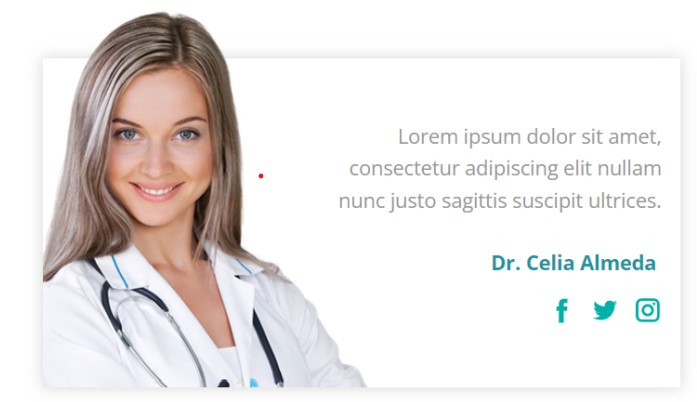 Lorem ipsum dolor sit amet,
consectetur adipiscing elit nullam
nunc justo sagittis suscipit ultrices.
Dr. Celia Almeda